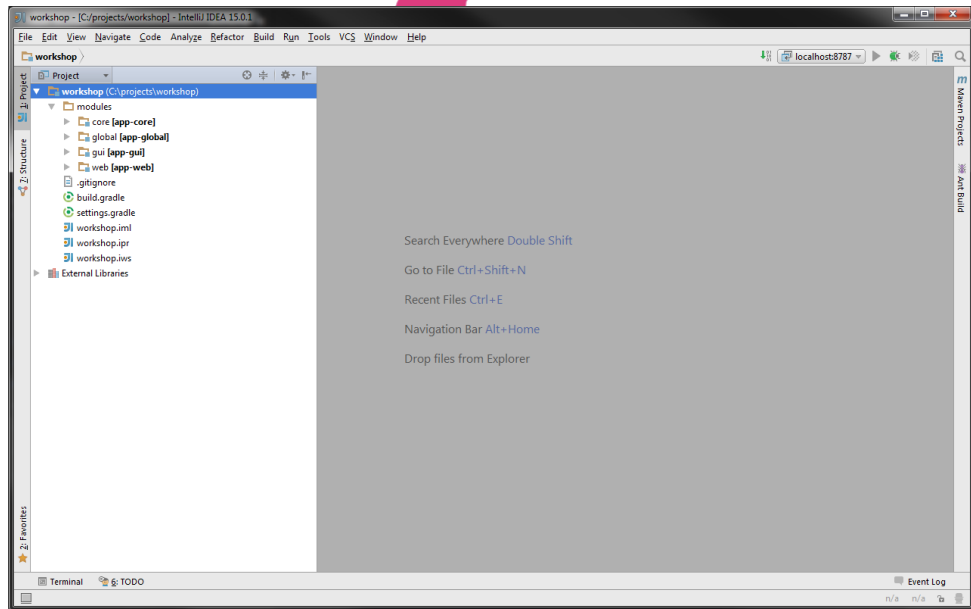 workshop - [C:/projects/workshop] - IntelliJ IDEA 15.0.1
File Edit View Navigate Code Analyze Refactor Build Run Tools VCS Window Help
workshop
localhost:8787
1: Project
Project
workshop (C:\projects\workshop)
modules
core [app-core]
global [app-global]
gui [app-gui]
web [app-web]
.gitignore
build.gradle
settings.gradle
workshop.iml
workshop.ipr
workshop.iws
External Libraries
7: Structure
2: Favorites
Search Everywhere Double Shift
Go to File Ctrl+Shift+N
Recent Files Ctrl+E
Navigation Bar Alt+Home
Drop files from Explorer
m
Maven Projects
Ant Build
Terminal 6: TODO
Event Log
n/a n/a